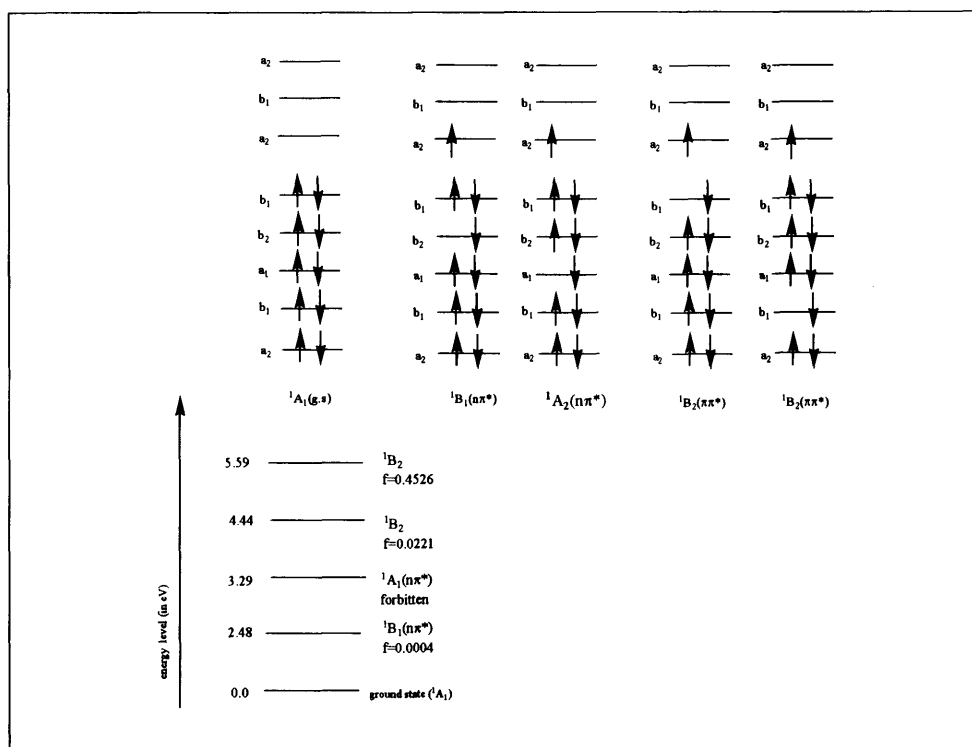 a₂ a₂ a₂ a₂ a₂
b₁ b₁ b₁ b₁ b₁
a₂ a₂ a₂ a₂ a₂
b₁ b₁ b₁ b₁ b₁
b₂ b₂ b₂ b₂ b₂
a₁ a₁ a₁ a₁ a₁
b₁ b₁ b₁ b₁ b₁
a₂ a₂ a₂ a₂ a₂
¹A₁(g.s) ¹B₁(nπ*) ¹A₂(nπ*) ¹B₂(ππ*) ¹B₂(ππ*)
5.59 ¹B₂
f=0.4526
4.44 ¹B₂
f=0.0221
3.29 ¹A₁(nπ*)
forbitten
2.48 ¹B₁(nπ*)
f=0.0004
0.0 ground state (¹A₁)
energy level (in eV)